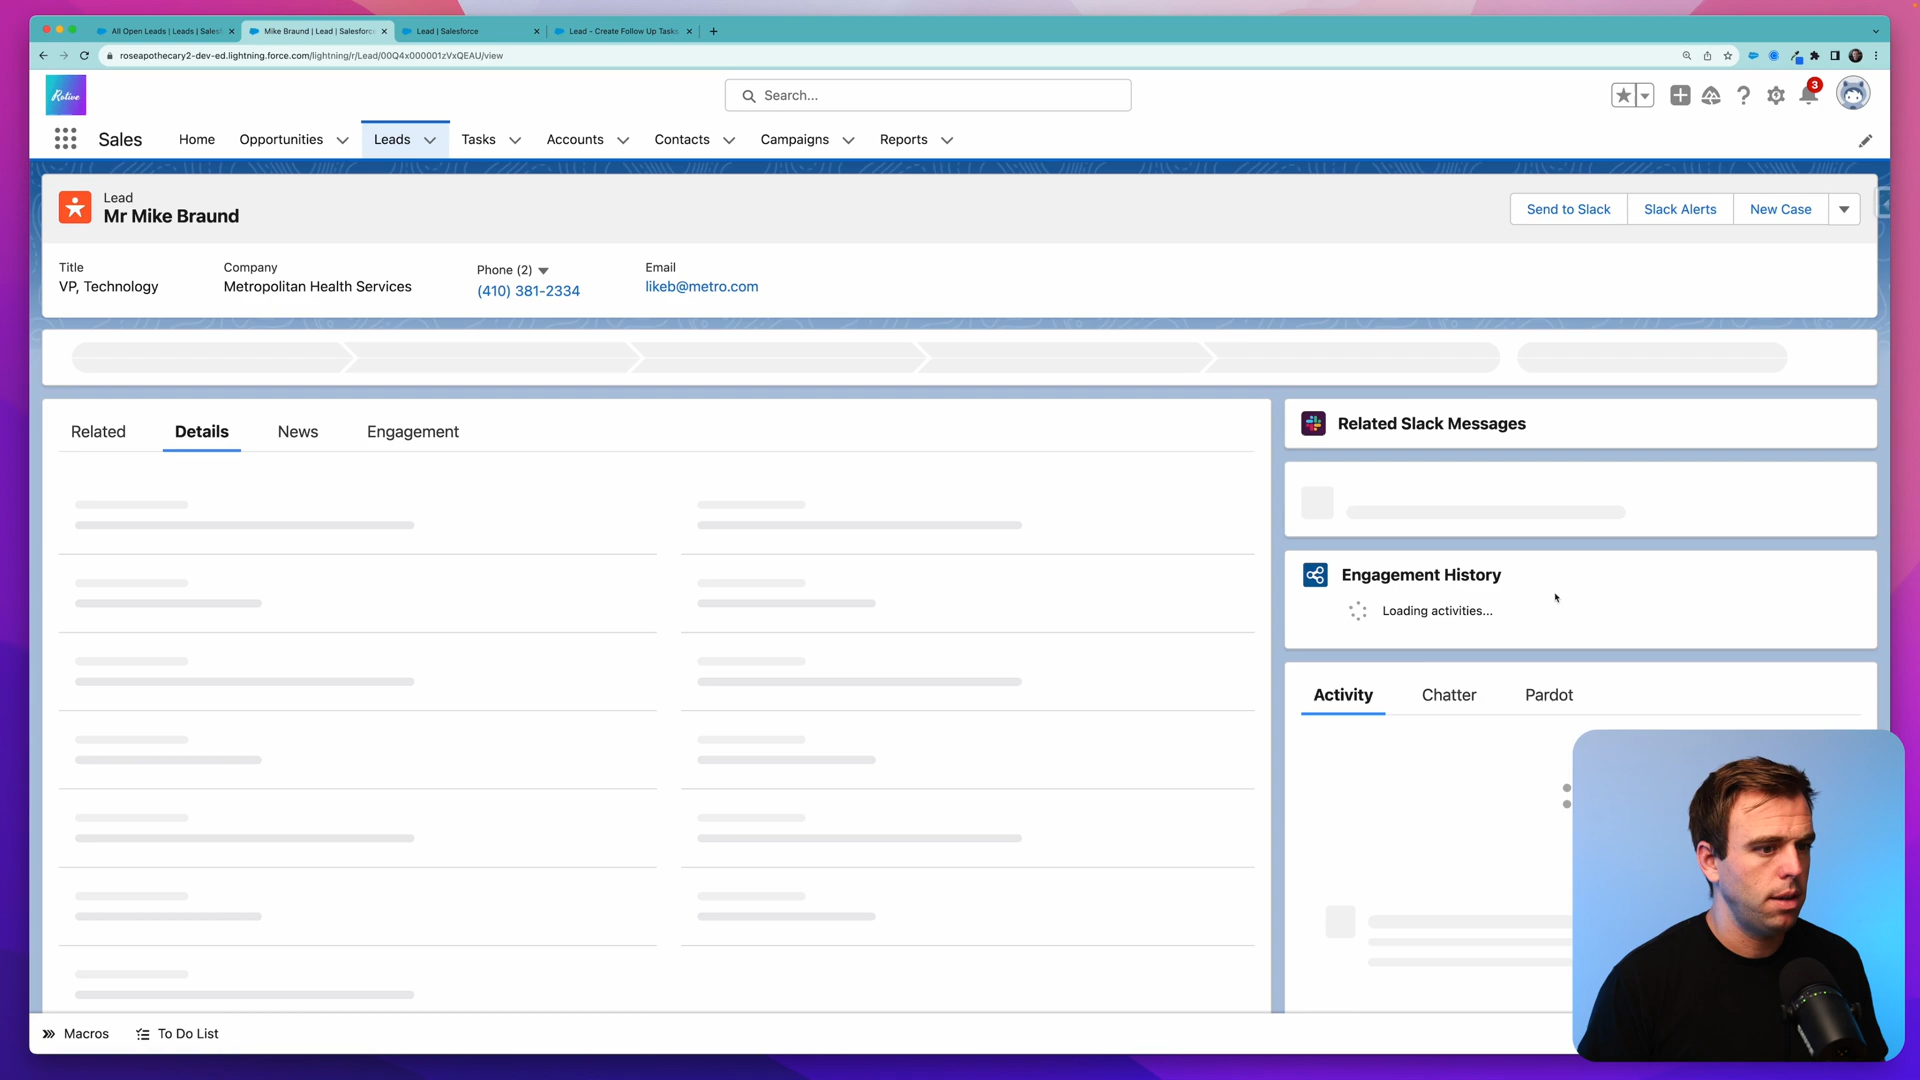 All Open Leads | Leads | Sales
Mike Braund | Lead | Salesforce
Lead | Salesforce
Lead - Create Follow Up Tasks
roseapothecary2-dev-ed.lightning.force.com/lightning/r/Lead/00Q4x000001zVxQEAU/view
Rotive
Search...
3
Sales
Home
Opportunities
Leads
Tasks
Accounts
Contacts
Campaigns
Reports
Lead
Mr Mike Braund
Send to Slack
Slack Alerts
New Case
Title
Company
Phone (2)
Email
VP, Technology
Metropolitan Health Services
(410) 381-2334
likeb@metro.com
Related
Details
News
Engagement
Related Slack Messages
Engagement History
Loading activities...
Activity
Chatter
Pardot
Macros
To Do List